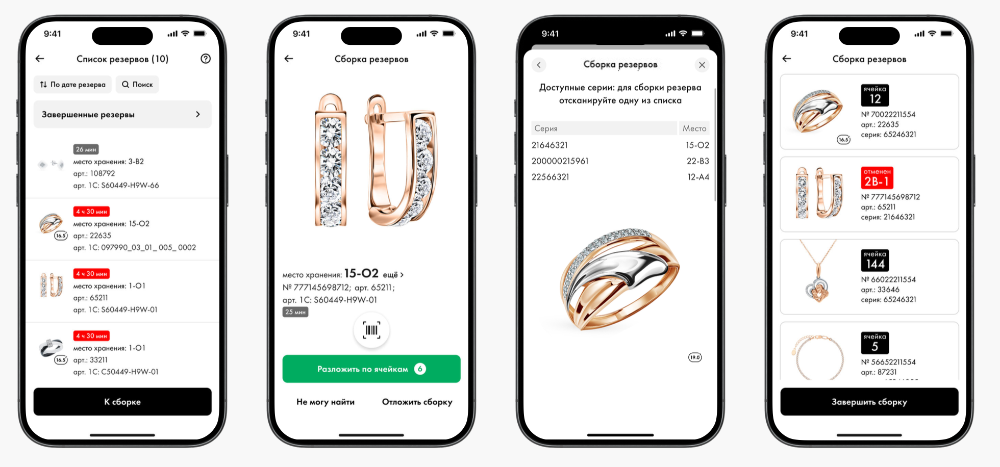 9:41
Список резервов (10)
По дате резерва
Поиск
Завершенные резервы
26 мин
место хранения: 3-В2
арт.: 108792
арт. 1С: S60449-H9W-66
4 ч 30 мин
место хранения: 15-О2
16.5
арт.: 22635
арт. 1С: 097990_03_01_005_0002
4 ч 30 мин
место хранения: 1-О1
арт.: 65211
арт. 1С: S60449-H9W-01
4 ч 30 мин
место хранения: 1-О1
16.5
арт.: 33211
арт. 1С: C50449-H9W-01
К сборке
9:41
Сборка резервов
место хранения: 15-О2 ещё
№ 777145698712; арт. 65211;
арт. 1С: S60449-H9W-01
25 мин
Разложить по ячейкам 6
Не могу найти
Отложить сборку
9:41
Сборка резервов
Доступные серии: для сборки резерва
отсканируйте одну из списка
Серия Место
21646321 15-О2
200000215961 22-В3
22566321 12-А4
19.0
9:41
Сборка резервов
ячейка
12
№ 70022211554
арт.: 22635
серия: 65246321
16.5
отменен
2В-1
№ 777145698712
арт.: 65211
серия: 21646321
ячейка
144
№ 66022211554
арт.: 33646
серия: 65246321
ячейка
5
№ 56652211554
арт.: 87231
Завершить сборку